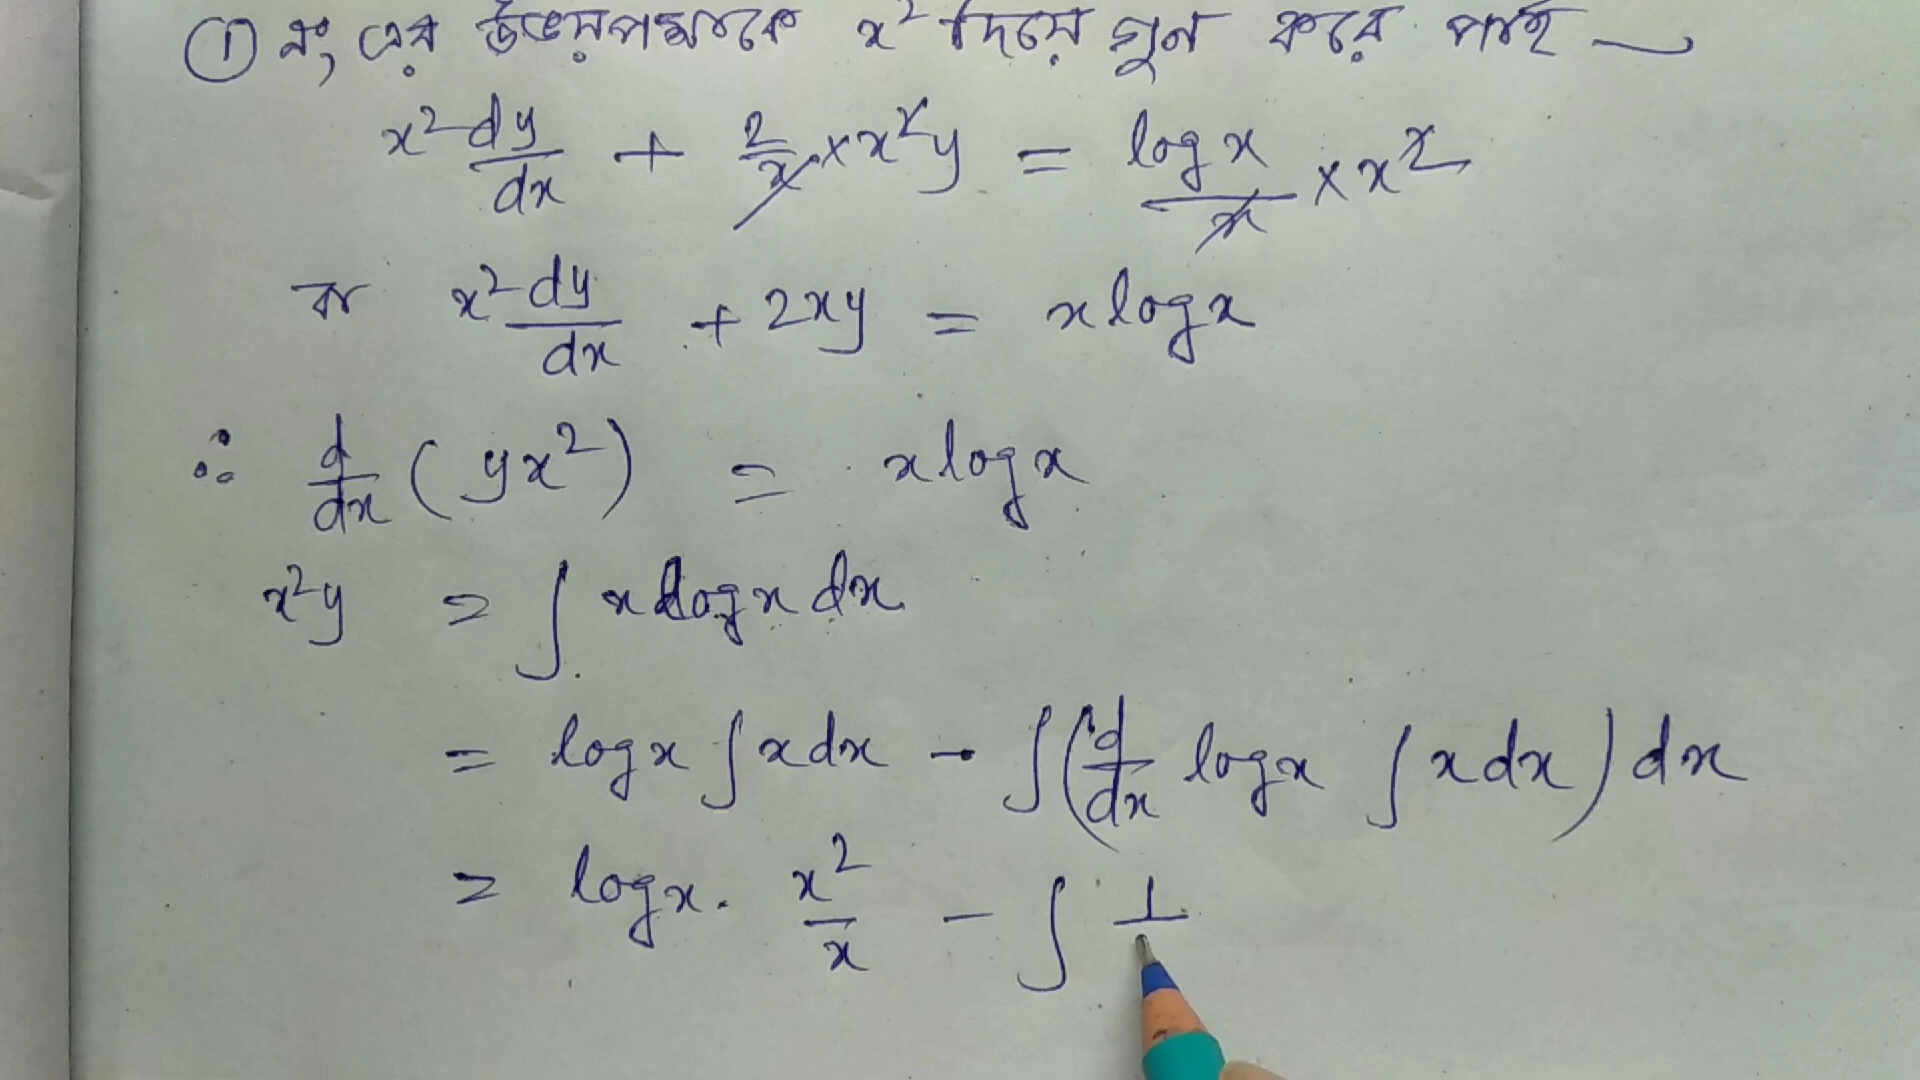 ① নং এর উভয়পক্ষকে x² দিয়ে গুন করে পাই —
x² dy/dx + 2/x × x² y = log x/x × x²
বা x² dy/dx + 2xy = x log x
∴ d/dx (yx²) = x log x
x²y = ∫ x log x dx
= log x ∫ x dx - ∫ (d/dx log x ∫ x dx) dx
= log x . x²/x - ∫ 1/